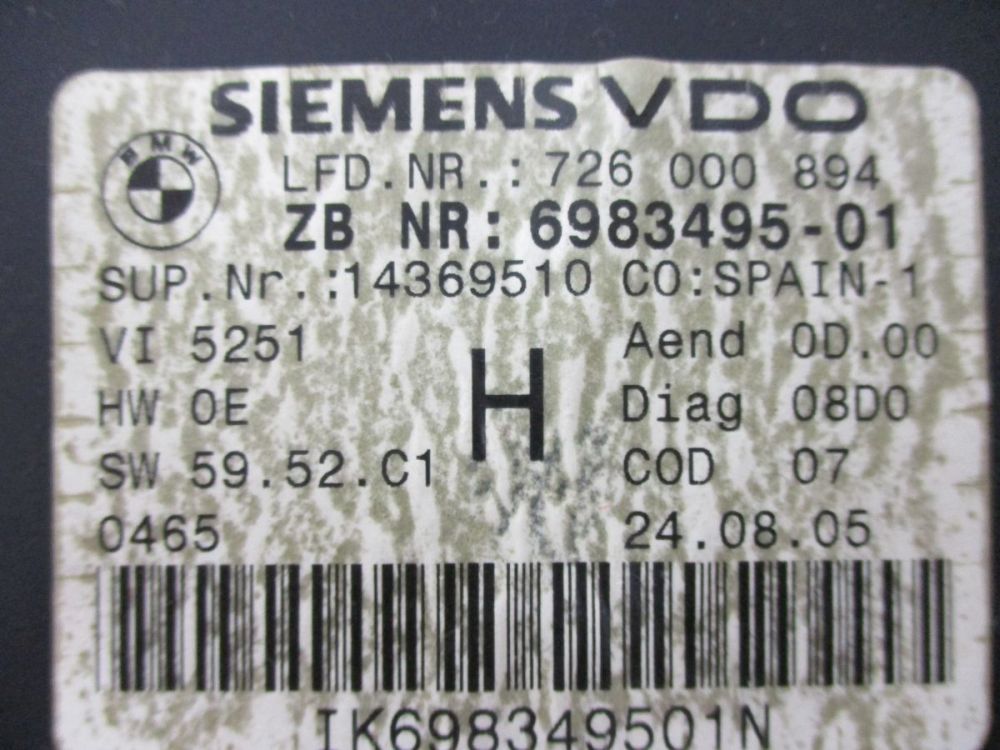 SIEMENS VDO
BMW
LFD.NR.: 726 000 894
ZB NR: 6983495-01
SUP.Nr.:14369510 CO:SPAIN-1
VI 5251 Aend 0D.00
HW 0E H Diag 08D0
SW 59.52.C1 COD 07
0465 24.08.05
IK698349501N